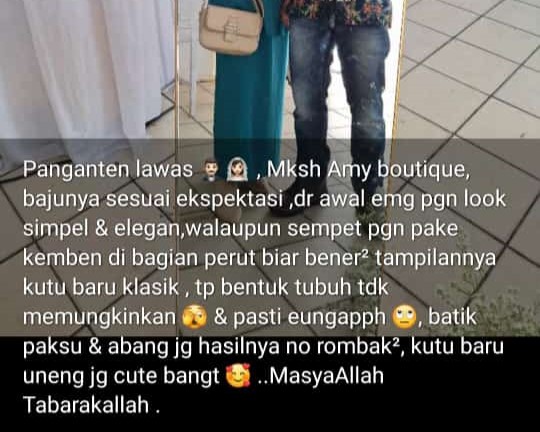 Panganten lawas 🤵🏻👰🏻 , Mksh Amy boutique,
bajunya sesuai ekspektasi ,dr awal emg pgn look
simpel & elegan,walaupun sempet pgn pake
kemben di bagian perut biar bener² tampilannya
kutu baru klasik , tp bentuk tubuh tdk
memungkinkan 🫣 & pasti eungapph 🙄, batik
paksu & abang jg hasilnya no rombak², kutu baru
uneng jg cute bangt 🥰 ..MasyaAllah
Tabarakallah .